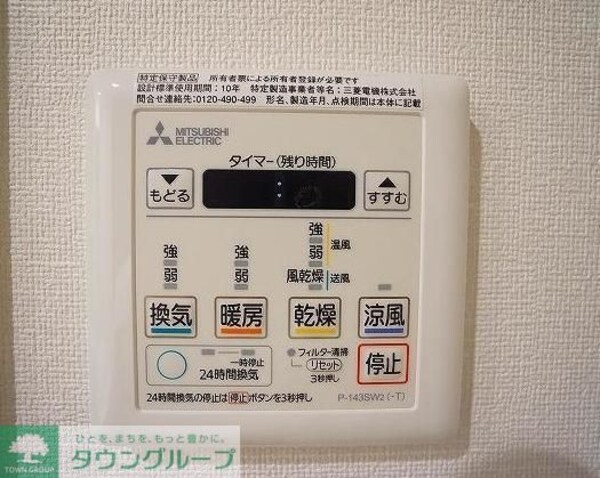 特定保守製品 所有者票による所有者登録が必要です
設計標準使用期間：10年 特定製造事業者等名：三菱電機株式会社
問合せ連絡先：0120-490-499 形名、製造年月、点検期間は本体に記載
MITSUBISHI
ELECTRIC
タイマー(残り時間)
▼
もどる
▲
すすむ
強
弱
強
弱
強
弱
温風
風乾燥
送風
換気
暖房
乾燥
涼風
一時停止
24時間換気
フィルター清掃
リセット
3秒押し
停止
24時間換気の停止は停止ボタンを3秒押し
P-143SW2(-T)
TOWN GROUP
ひとを、まちを、もっと豊かに。
タウングループ